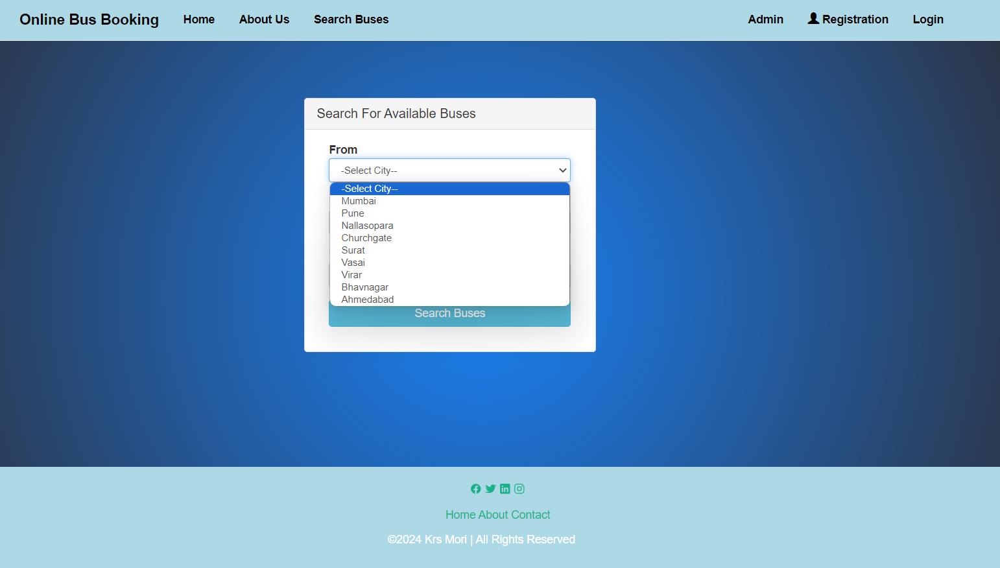 Online Bus Booking Home About Us Search Buses Admin Registration Login
Search For Available Buses
From
-Select City--
-Select City--
Mumbai
Pune
Nallasopara
Churchgate
Surat
Vasai
Virar
Bhavnagar
Ahmedabad
Search Buses
Home About Contact
©2024 Krs Mori | All Rights Reserved